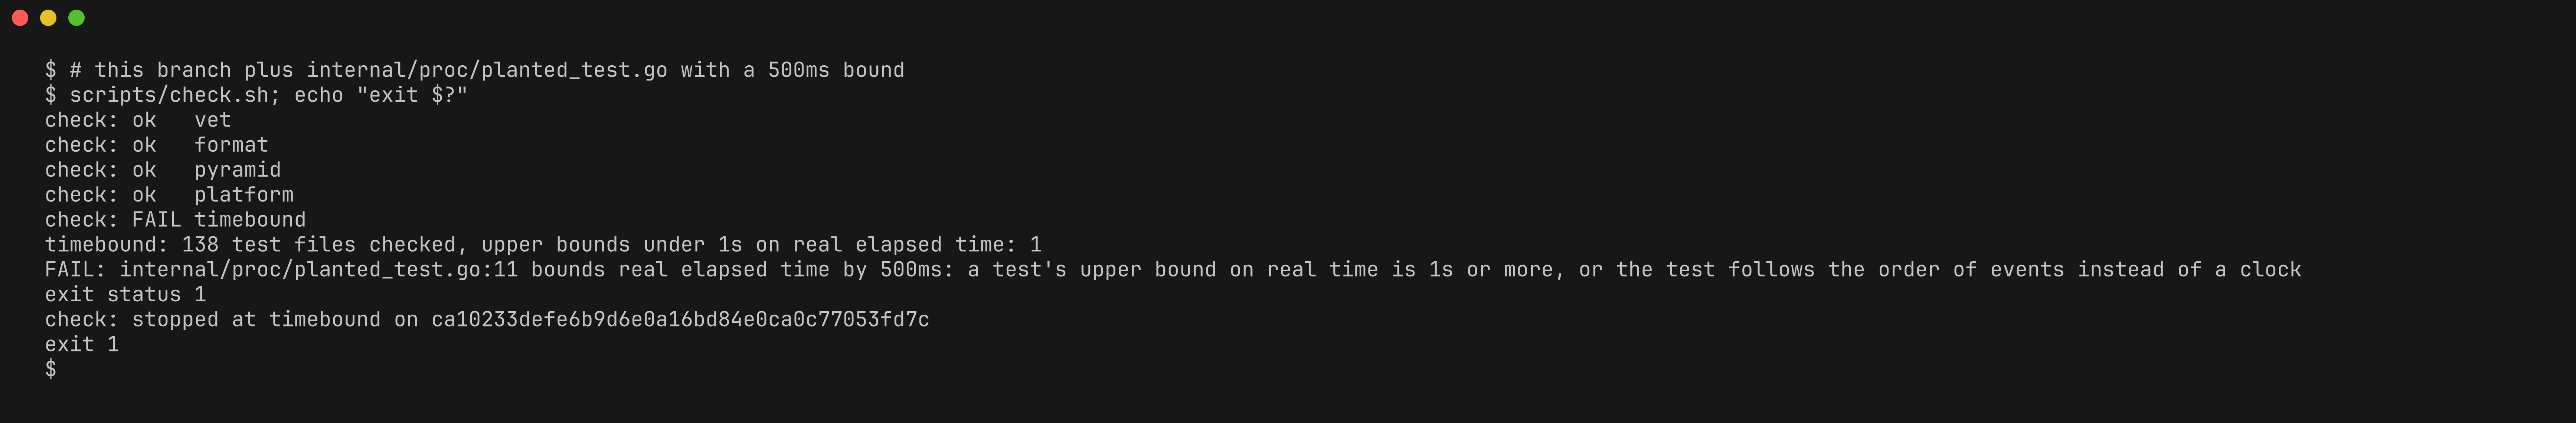 $ # this branch plus internal/proc/planted_test.go with a 500ms bound
$ scripts/check.sh; echo "exit $?"
check: ok   vet
check: ok   format
check: ok   pyramid
check: ok   platform
check: FAIL timebound
timebound: 138 test files checked, upper bounds under 1s on real elapsed time: 1
FAIL: internal/proc/planted_test.go:11 bounds real elapsed time by 500ms: a test's upper bound on real time is 1s or more, or the test follows the order of events instead of a clock
exit status 1
check: stopped at timebound on ca10233defe6b9d6e0a16bd84e0ca0c77053fd7c
exit 1
$